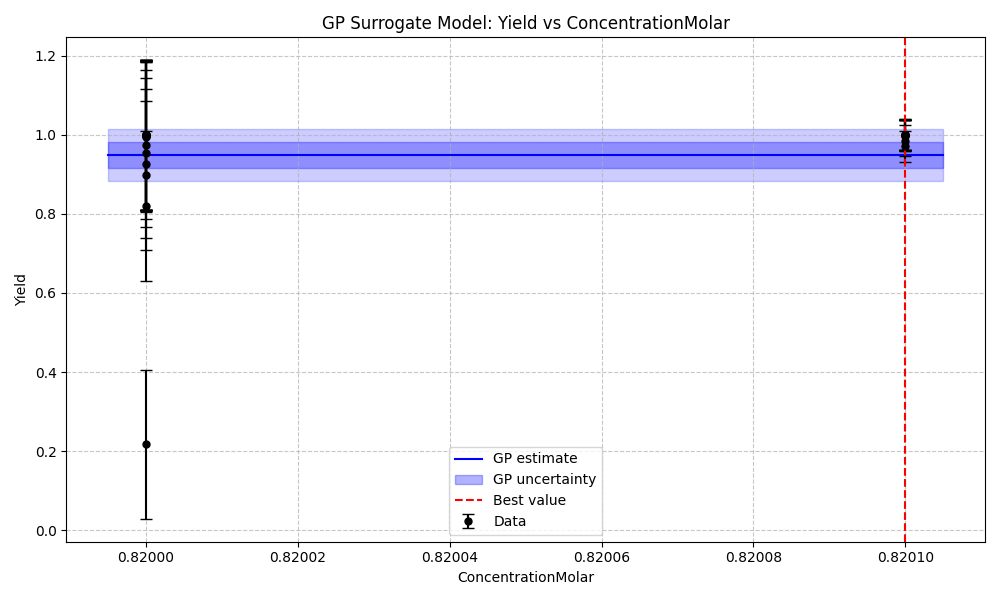 GP Surrogate Model: Yield vs ConcentrationMolar
Yield
1.2
1.0
0.8
0.6
0.4
0.2
0.0
GP estimate
GP uncertainty
Best value
Data
0.82000
0.82002
0.82004
0.82006
0.82008
0.82010
ConcentrationMolar